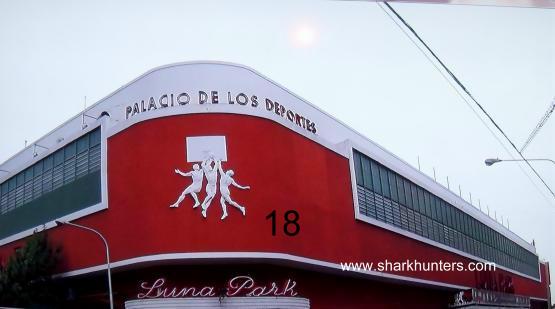 PALACIO DE LOS DEPORTES
18
www.sharkhunters.com
Luna Park